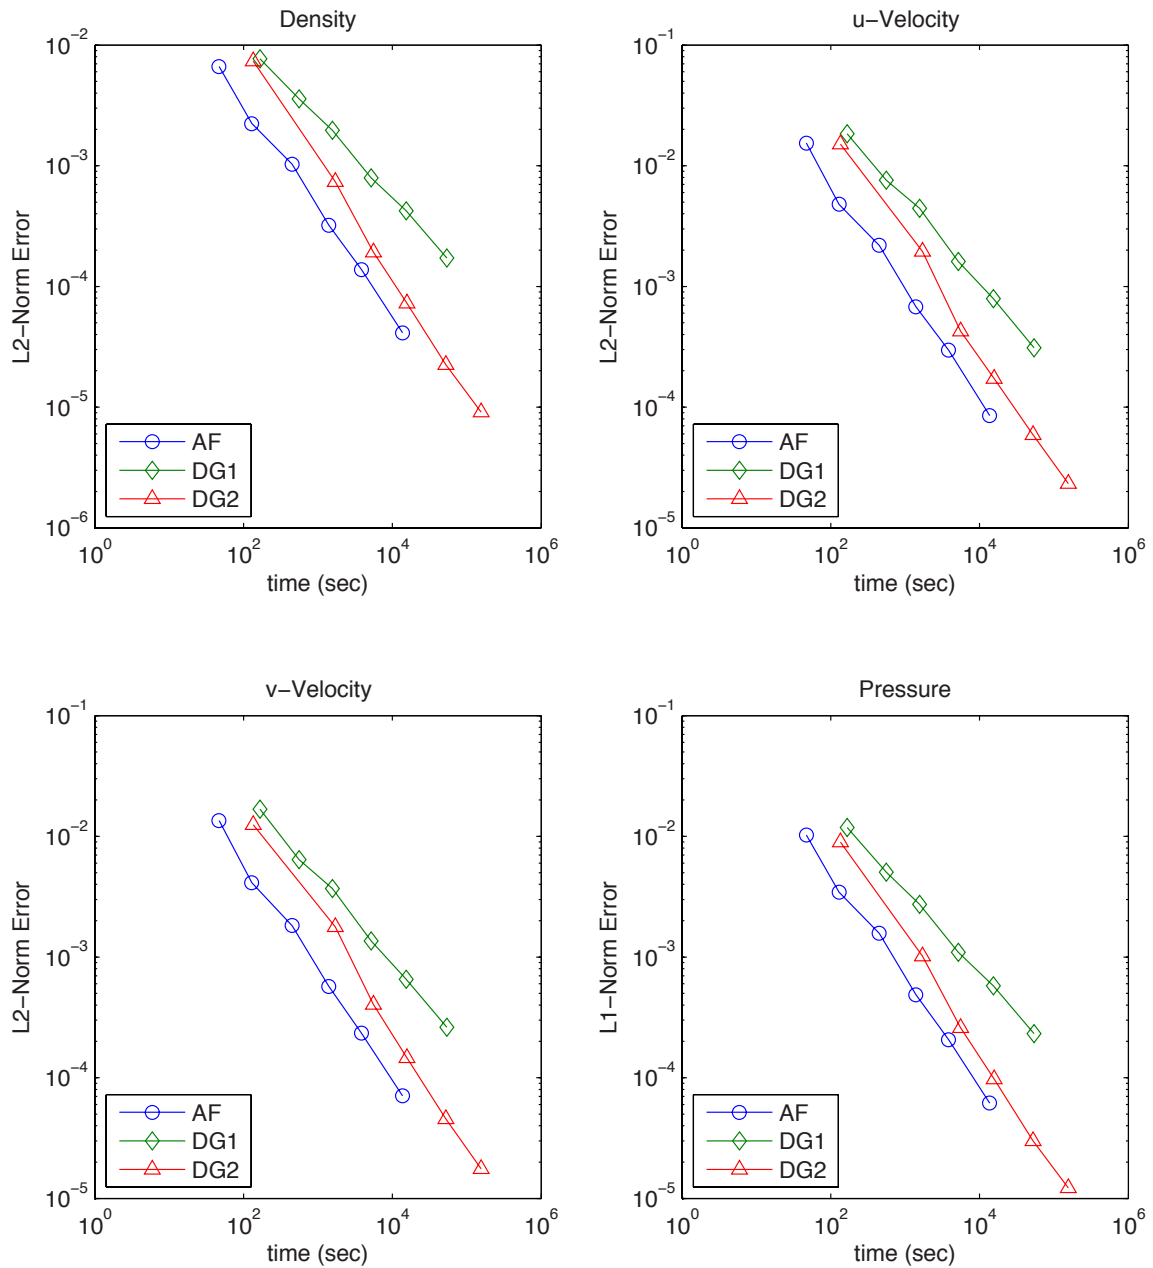 Density
10^-2
10^-3
10^-4
10^-5
10^-6
L2-Norm Error
AF
DG1
DG2
10^0 10^2 10^4 10^6
time (sec)
u-Velocity
10^-1
10^-2
10^-3
10^-4
10^-5
L2-Norm Error
AF
DG1
DG2
10^0 10^2 10^4 10^6
time (sec)
v-Velocity
10^-1
10^-2
10^-3
10^-4
10^-5
L2-Norm Error
AF
DG1
DG2
10^0 10^2 10^4 10^6
time (sec)
Pressure
10^-1
10^-2
10^-3
10^-4
10^-5
L1-Norm Error
AF
DG1
DG2
10^0 10^2 10^4 10^6
time (sec)